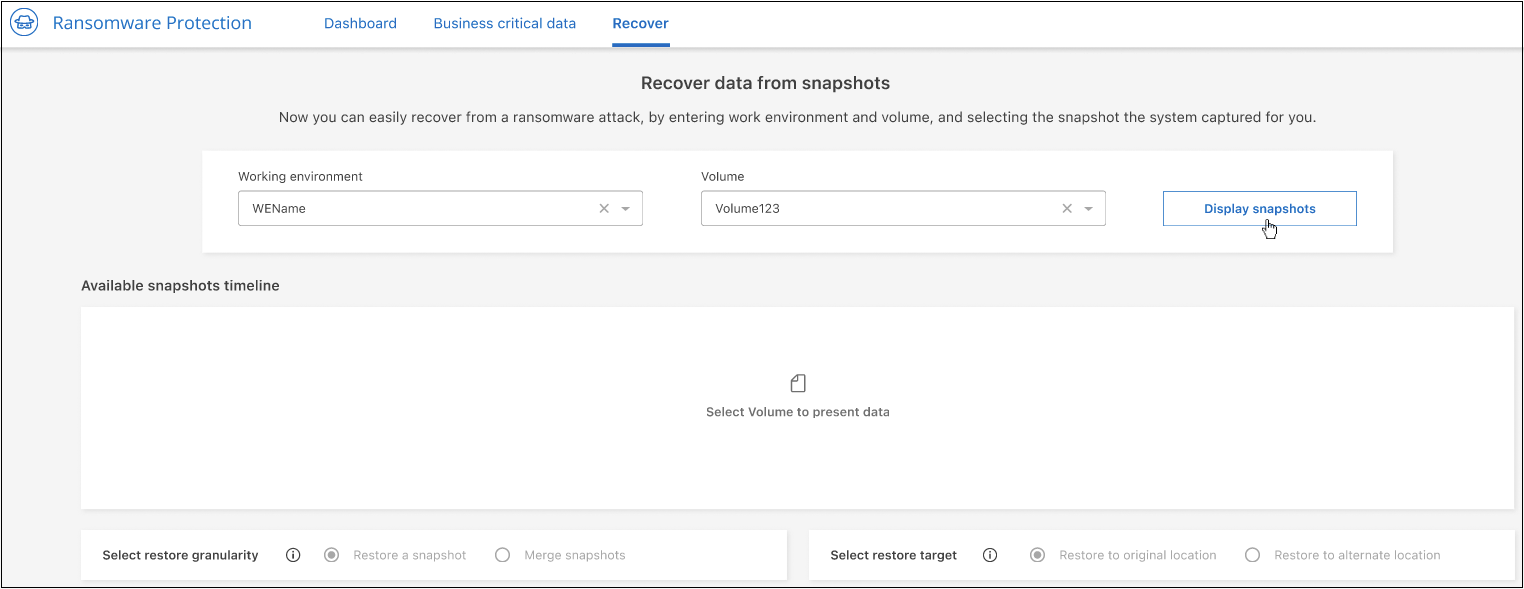 Ransomware Protection Dashboard Business critical data Recover
Recover data from snapshots
Now you can easily recover from a ransomware attack, by entering work environment and volume, and selecting the snapshot the system captured for you.
Working environment Volume
WEName Volume123 Display snapshots
Available snapshots timeline
Select Volume to present data
Select restore granularity Restore a snapshot Merge snapshots Select restore target Restore to original location Restore to alternate location